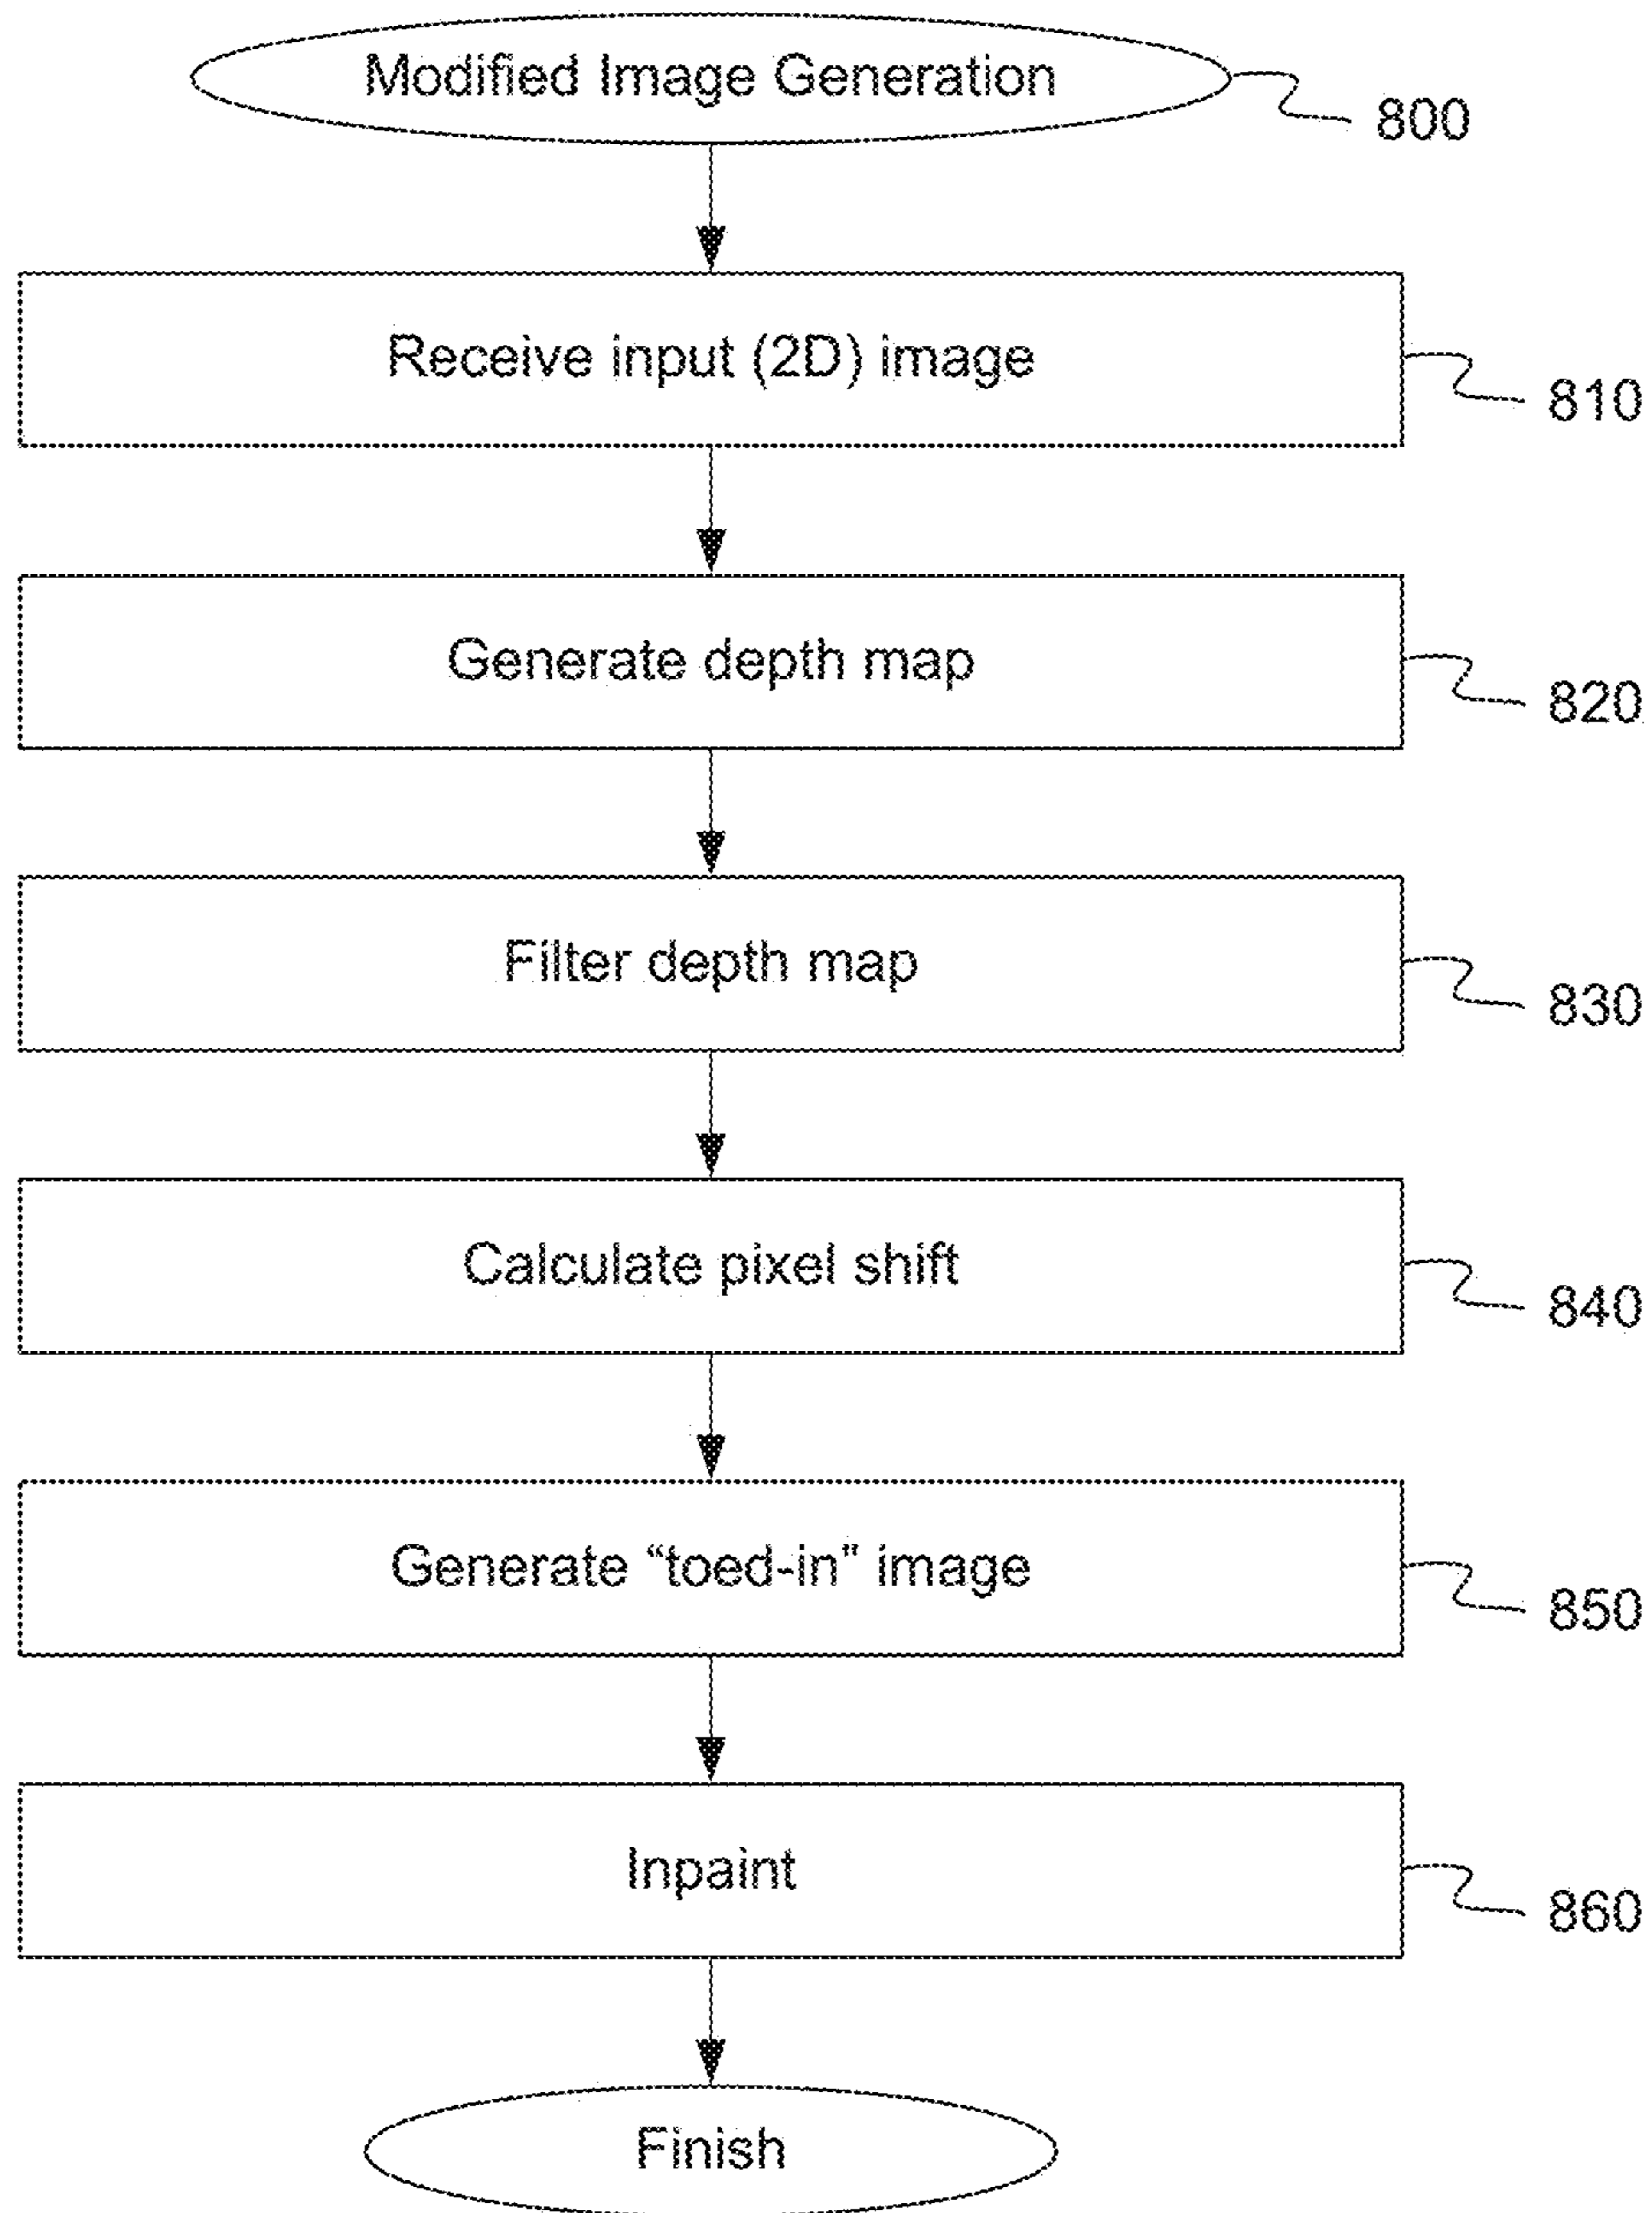 Modified Image Generation
800
Receive input (2D) image
810
Generate depth map
820
Filter depth map
830
Calculate pixel shift
840
Generate “toed-in” image
850
Inpaint
860
Finish